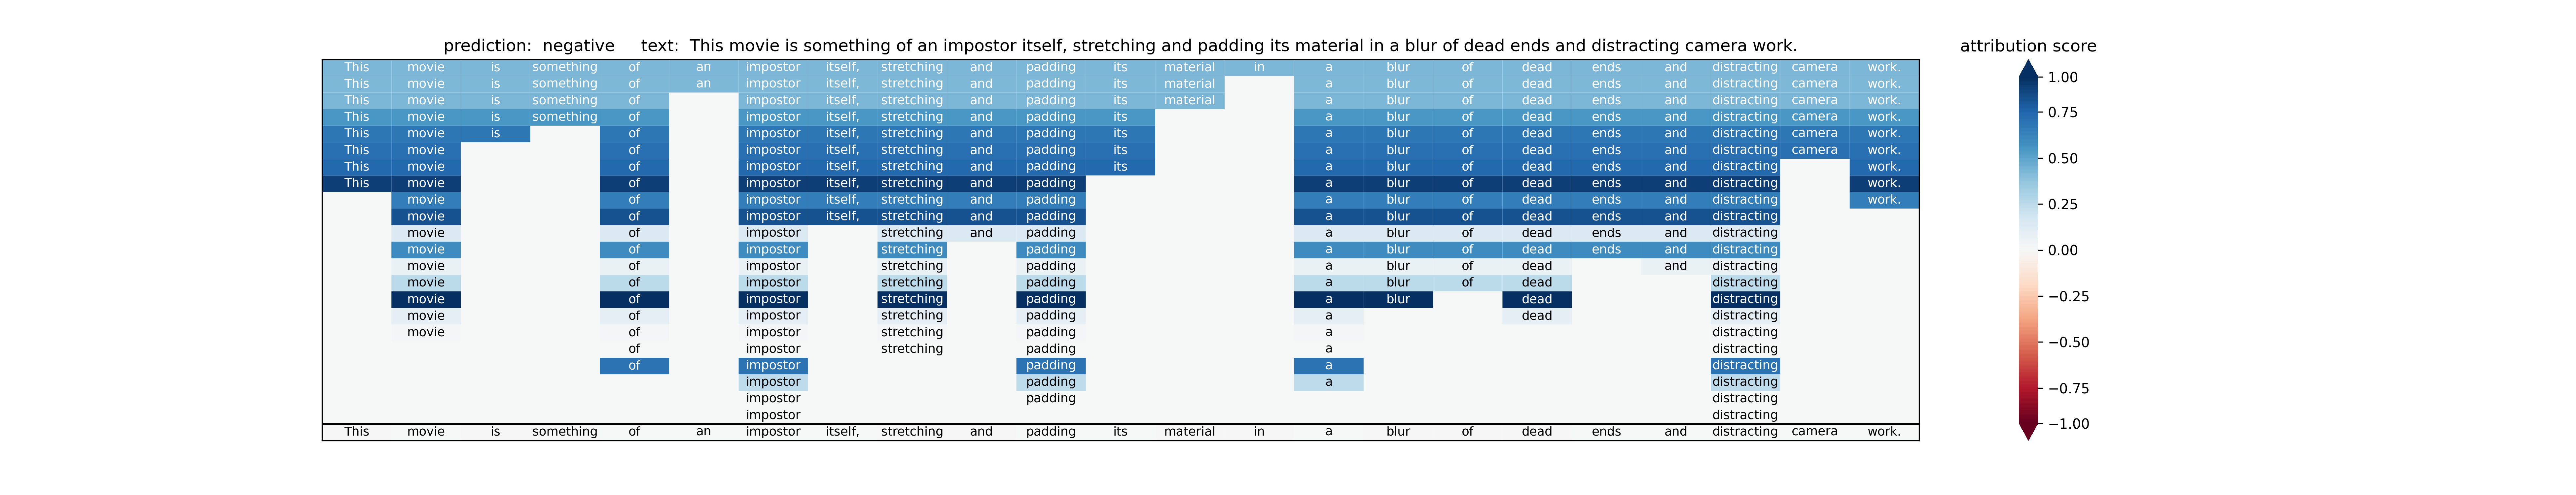 prediction:  negative     text:  This movie is something of an impostor itself, stretching and padding its material in a blur of dead ends and distracting camera work.
attribution score
This movie is something of an impostor itself, stretching and padding its material in a blur of dead ends and distracting camera work.
This movie is something of an impostor itself, stretching and padding its material a blur of dead ends and distracting camera work.
This movie is something of impostor itself, stretching and padding its material a blur of dead ends and distracting camera work.
This movie is something of impostor itself, stretching and padding its a blur of dead ends and distracting camera work.
This movie is of impostor itself, stretching and padding its a blur of dead ends and distracting camera work.
This movie of impostor itself, stretching and padding its a blur of dead ends and distracting camera work.
This movie of impostor itself, stretching and padding its a blur of dead ends and distracting work.
This movie of impostor itself, stretching and padding a blur of dead ends and distracting work.
movie of impostor itself, stretching and padding a blur of dead ends and distracting work.
movie of impostor itself, stretching and padding a blur of dead ends and distracting
movie of impostor stretching and padding a blur of dead ends and distracting
movie of impostor stretching padding a blur of dead ends and distracting
movie of impostor stretching padding a blur of dead and distracting
movie of impostor stretching padding a blur of dead distracting
movie of impostor stretching padding a blur dead distracting
movie of impostor stretching padding a dead distracting
movie of impostor stretching padding a distracting
of impostor stretching padding a distracting
of impostor padding a distracting
impostor padding a distracting
impostor padding distracting
impostor distracting
This movie is something of an impostor itself, stretching and padding its material in a blur of dead ends and distracting camera work.
1.00
0.75
0.50
0.25
0.00
−0.25
−0.50
−0.75
−1.00